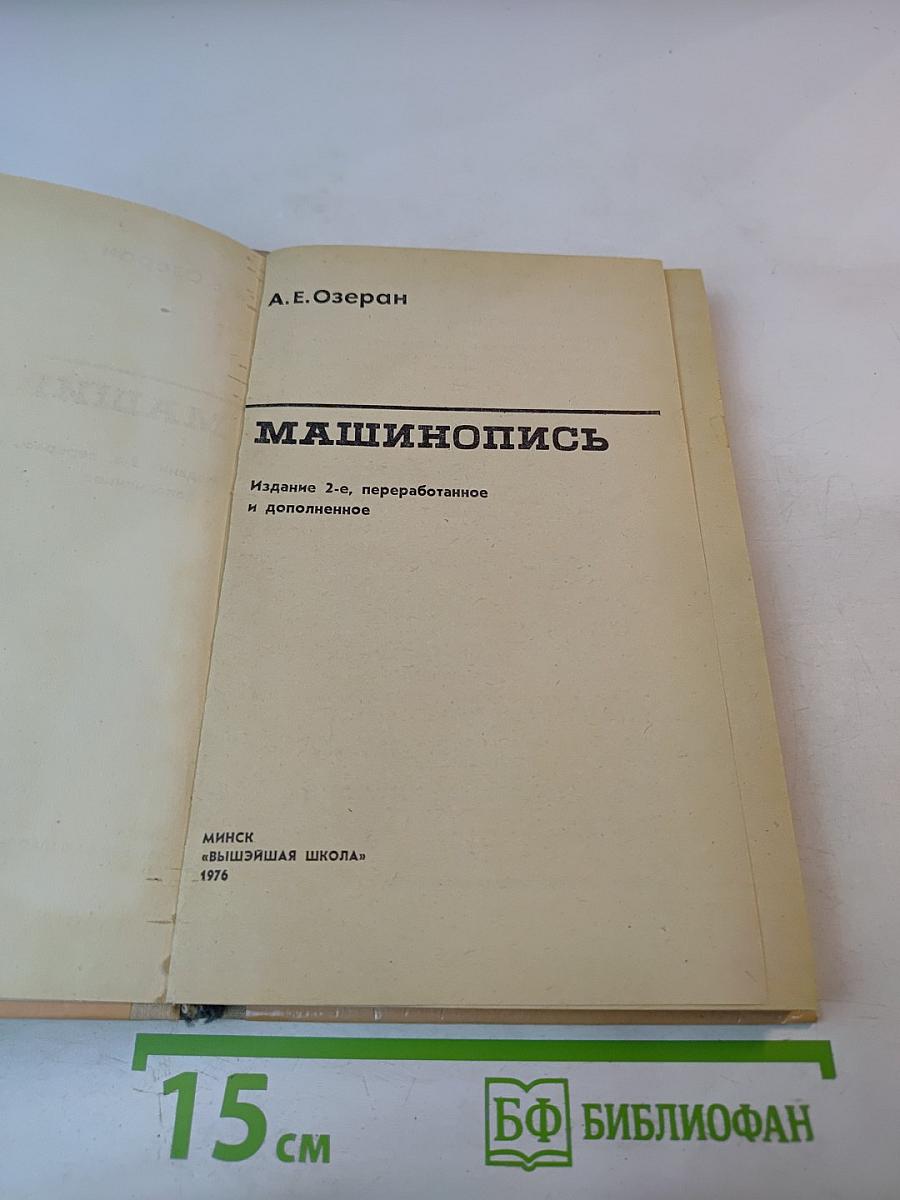 А.Е.Озеран
МАШИНОПИСЬ
Издание 2-е, переработанное
и дополненное
МИНСК
«ВЫШЭЙШАЯ ШКОЛА»
1976
15 см
БФ БИБЛИОФАН